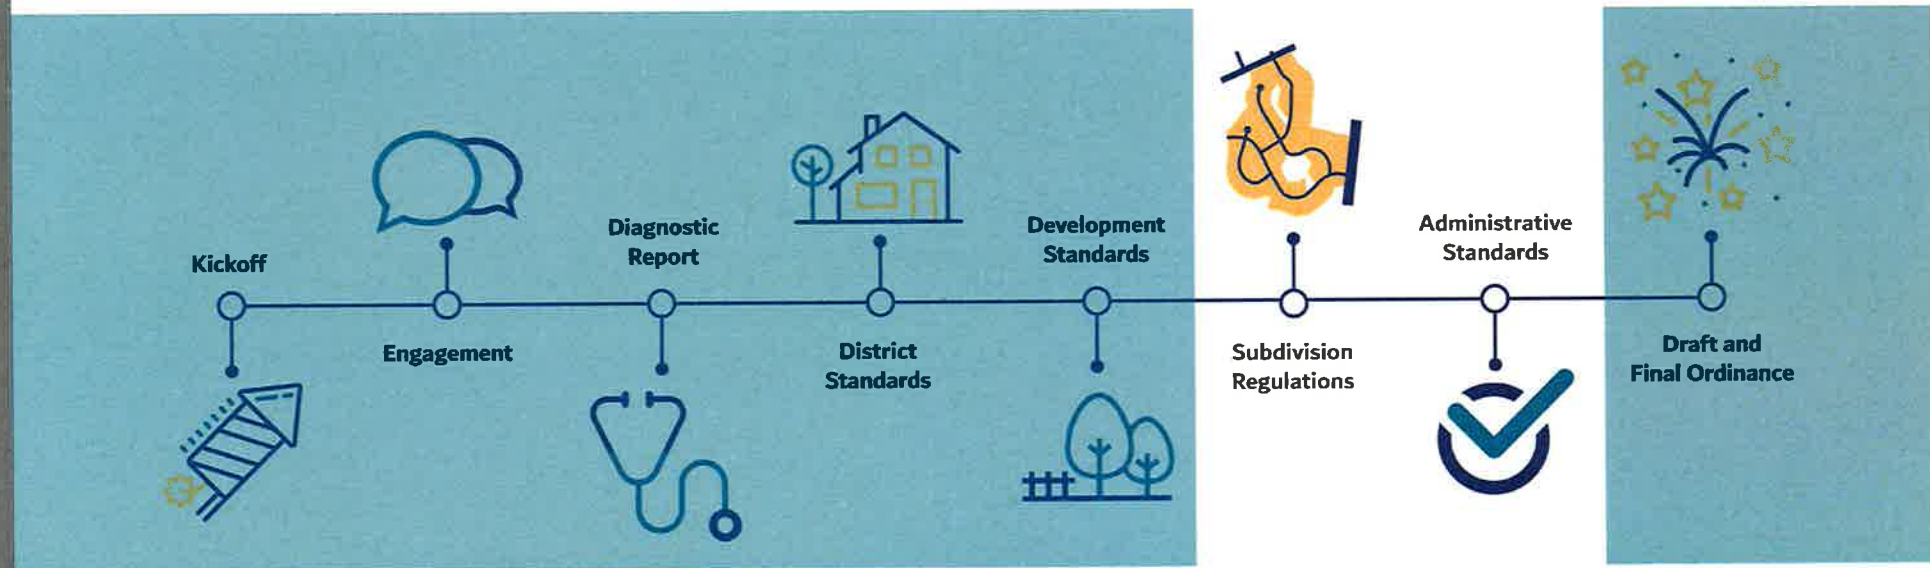 Kickoff
Engagement
Diagnostic
Report
District
Standards
Development
Standards
Subdivision
Regulations
Administrative
Standards
Draft and
Final Ordinance